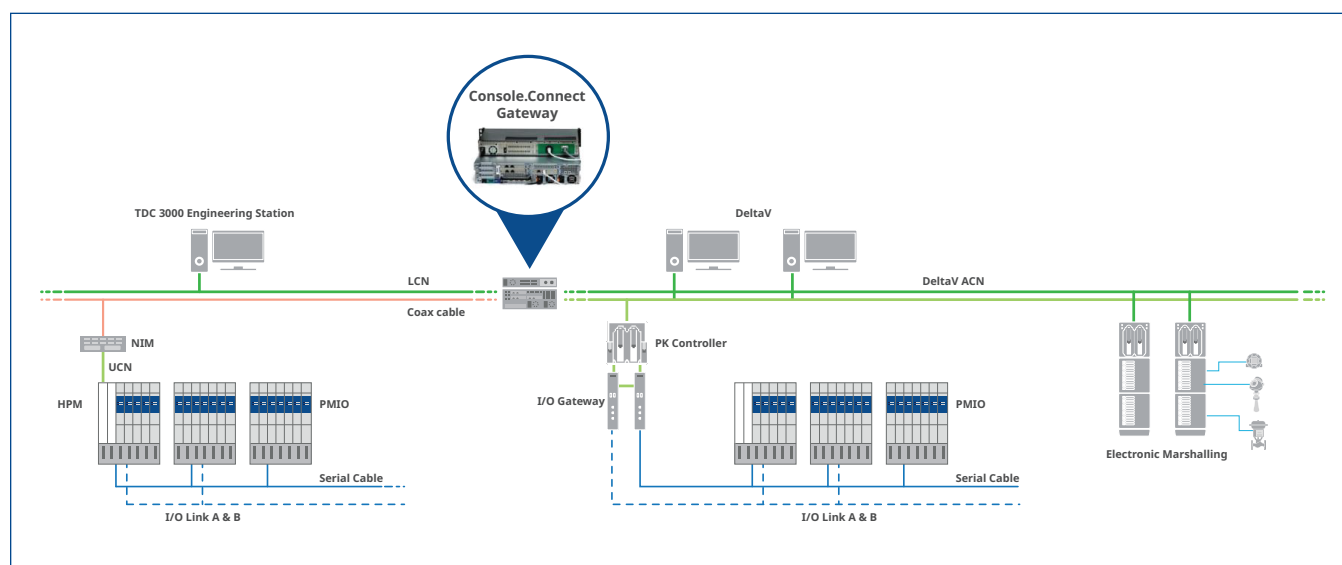 Console.Connect
Gateway
TDC 3000 Engineering Station
DeltaV
LCN
DeltaV ACN
Coax cable
NIM
PK Controller
UCN
HPM
PMIO
I/O Gateway
PMIO
Electronic Marshalling
Serial Cable
Serial Cable
I/O Link A & B
I/O Link A & B